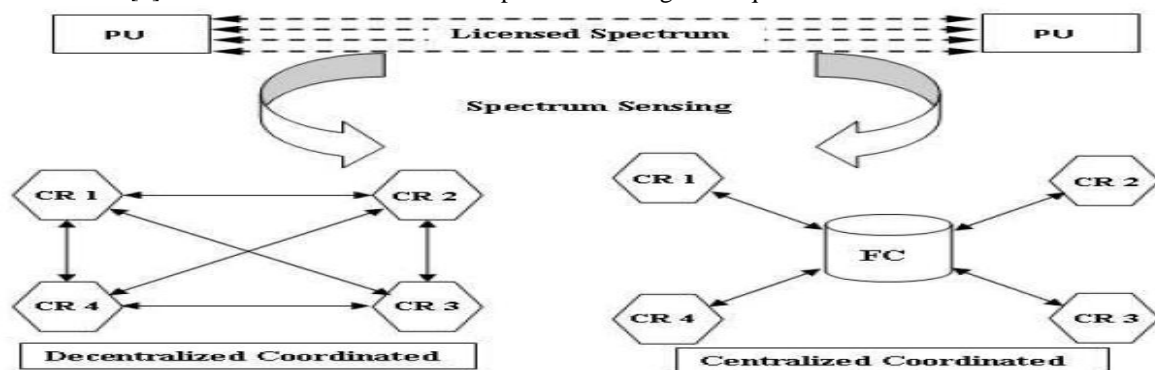 PU Licensed Spectrum PU
Spectrum Sensing
CR 1 CR 2
CR 4 CR 3
Decentralized Coordinated
CR 1 CR 2
FC
CR 4 CR 3
Centralized Coordinated